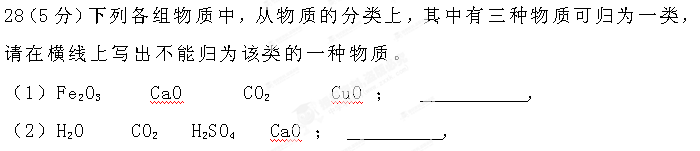 28(5分)下列各组物质中，从物质的分类上，其中有三种物质可归为一类，
请在横线上写出不能归为该类的一种物质。
（1）Fe₂O₃ CaO CO₂ CuO ； ________，
（2）H₂O CO₂ H₂SO₄ CaO ； ________，